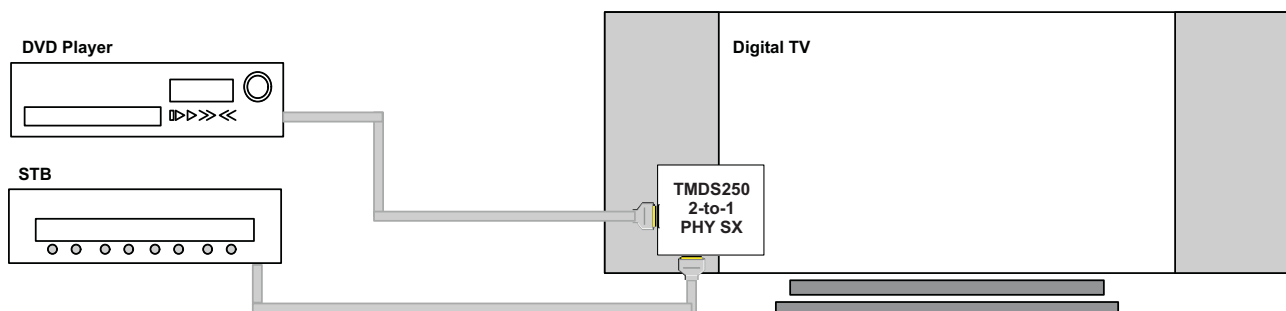 DVD Player
Digital TV
STB
TMDS250
2-to-1
PHY SX